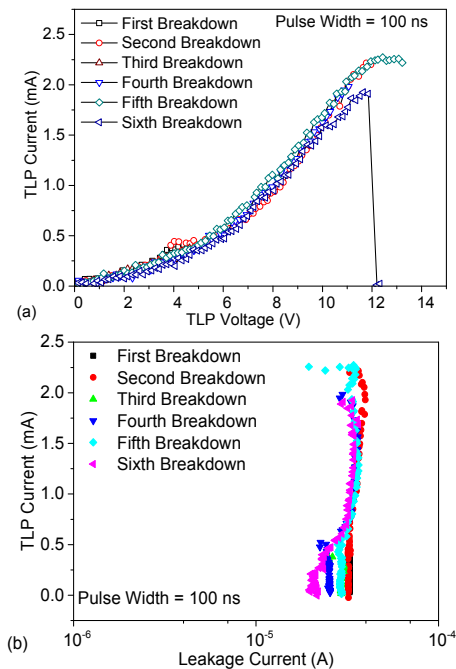 Pulse Width = 100 ns
First Breakdown
Second Breakdown
Third Breakdown
Fourth Breakdown
Fifth Breakdown
Sixth Breakdown
TLP Current (mA)
2.5
2.0
1.5
1.0
0.5
0.0
0 2 4 6 8 10 12 14
TLP Voltage (V)
(a)
First Breakdown
Second Breakdown
Third Breakdown
Fourth Breakdown
Fifth Breakdown
Sixth Breakdown
TLP Current (mA)
2.5
2.0
1.5
1.0
0.5
0.0
Pulse Width = 100 ns
10⁻⁶ 10⁻⁵ 10⁻⁴
Leakage Current (A)
(b)